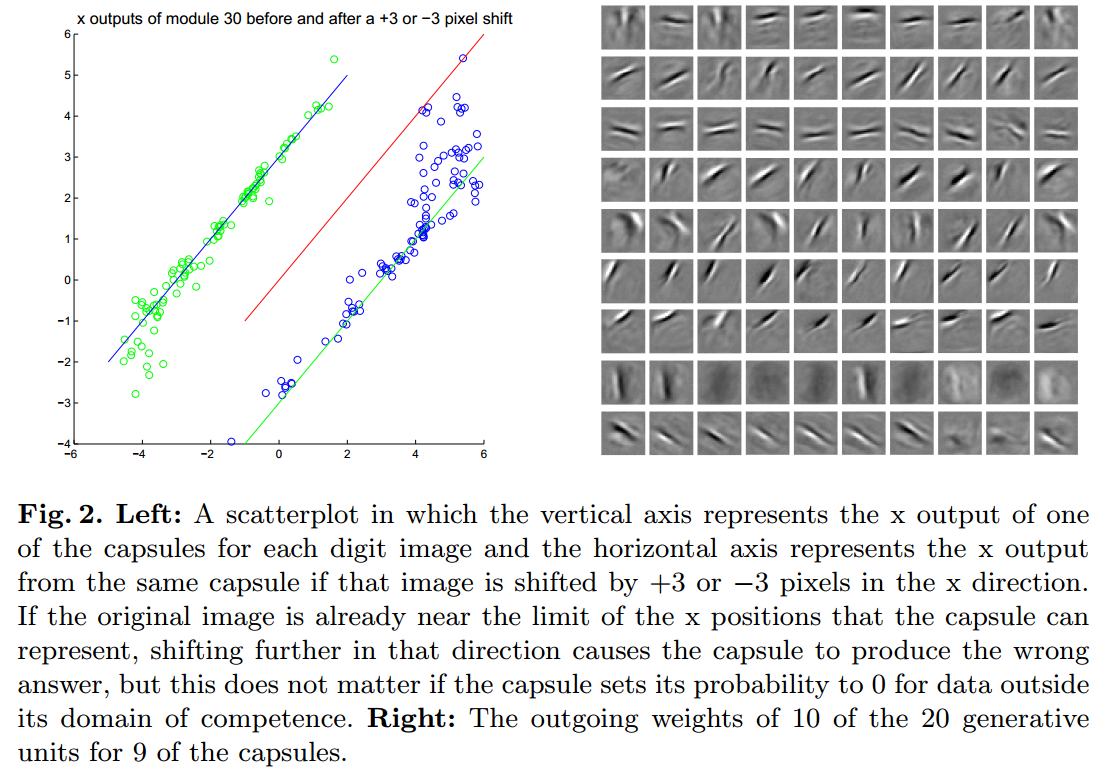 x outputs of module 30 before and after a +3 or −3 pixel shift
6
5
4
3
2
1
0
−1
−2
−3
−4
−6 −4 −2 0 2 4 6
Fig. 2. Left: A scatterplot in which the vertical axis represents the x output of one
of the capsules for each digit image and the horizontal axis represents the x output
from the same capsule if that image is shifted by +3 or −3 pixels in the x direction.
If the original image is already near the limit of the x positions that the capsule can
represent, shifting further in that direction causes the capsule to produce the wrong
answer, but this does not matter if the capsule sets its probability to 0 for data outside
its domain of competence. Right: The outgoing weights of 10 of the 20 generative
units for 9 of the capsules.